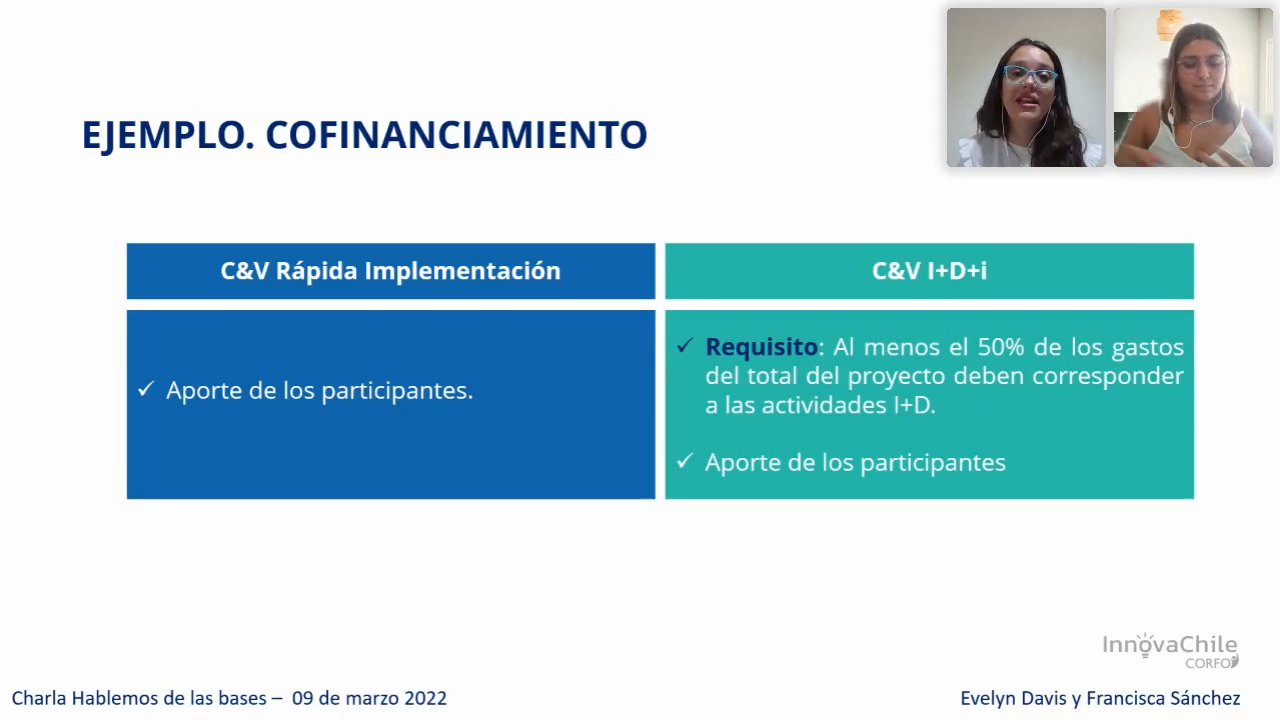 EJEMPLO. COFINANCIAMIENTO
C&V Rápida Implementación
✓ Aporte de los participantes.
C&V I+D+i
✓ Requisito: Al menos el 50% de los gastos
del total del proyecto deben corresponder
a las actividades I+D.
✓ Aporte de los participantes
InnovaChile
CORFO
Charla Hablemos de las bases – 09 de marzo 2022
Evelyn Davis y Francisca Sánchez